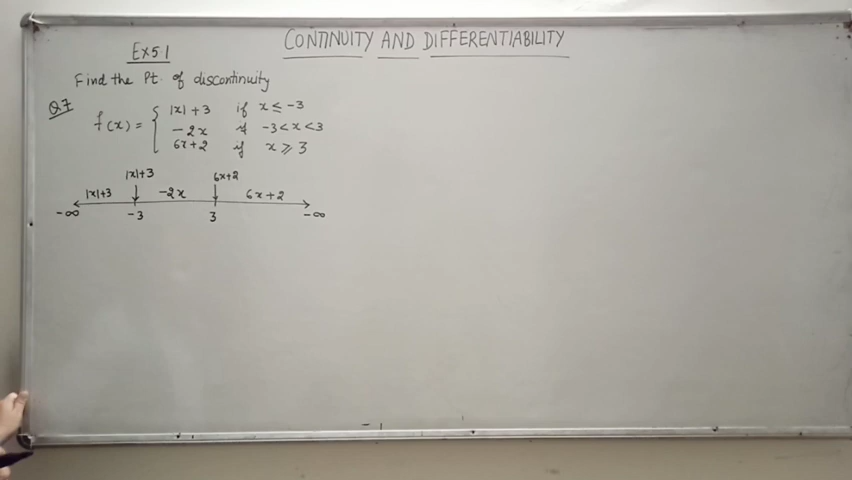 CONTINUITY AND DIFFERENTIABILITY
Ex 5.1
Find the Pt. of discontinuity
Q7
f(x) = { |x| + 3 if x ≤ -3
-2x if -3 < x < 3
6x+2 if x ≥ 3
|x|+3 6x+2
|x|+3 -2x 6x+2
-∞ -3 3 -∞